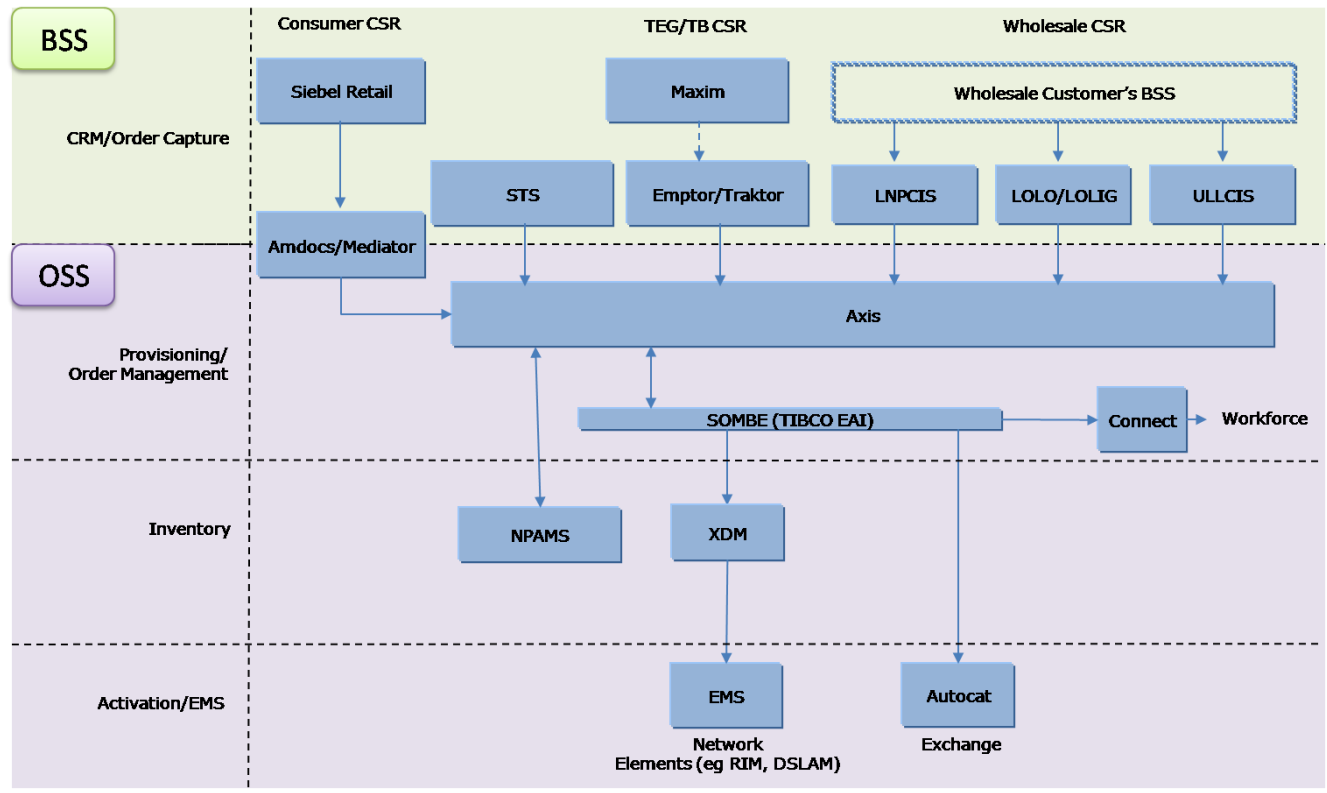 BSS
Consumer CSR
TEG/TB CSR
Wholesale CSR
Siebel Retail
Maxim
Wholesale Customer’s BSS
CRM/Order Capture
STS
Emptor/Traktor
LNPCIS
LOLO/LOLIG
ULLCIS
Amdocs/Mediator
OSS
Axis
Provisioning/
Order Management
SOMBE (TIBCO EAI)
Connect
Workforce
Inventory
NPAMS
XDM
Activation/EMS
EMS
Autocat
Network
Elements (eg RIM, DSLAM)
Exchange